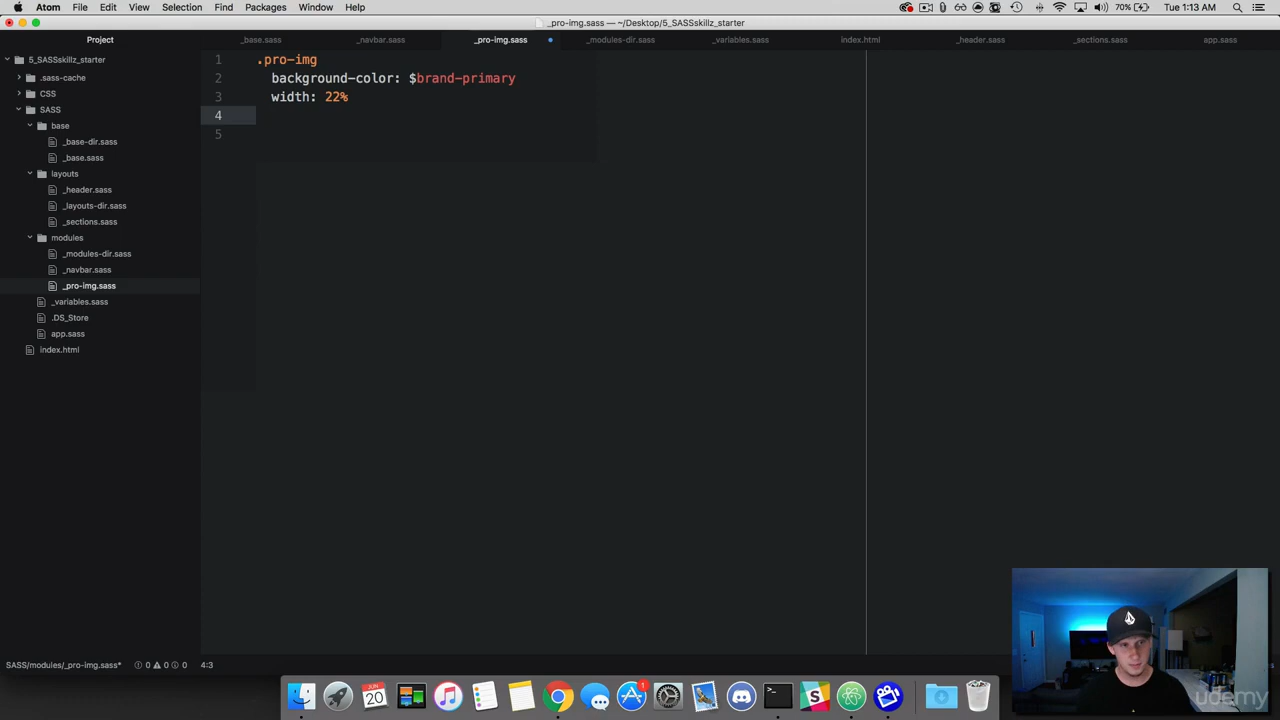 Atom File Edit View Selection Find Packages Window Help 70% Tue 1:13 AM
_pro-img.sass — ~/Desktop/5_SASSskillz_starter
Project _base.sass _navbar.sass _pro-img.sass _modules-dir.sass _variables.sass index.html _header.sass _sections.sass app.sass
5_SASSskillz_starter
.sass-cache
CSS
SASS
base
_base-dir.sass
_base.sass
layouts
_header.sass
_layouts-dir.sass
_sections.sass
modules
_modules-dir.sass
_navbar.sass
_pro-img.sass
_variables.sass
.DS_Store
app.sass
index.html
1 .pro-img
2 background-color: $brand-primary
3 width: 22%
4
5
SASS/modules/_pro-img.sass* 0 0 0 4:3
JUN
20
1
>_
udemy